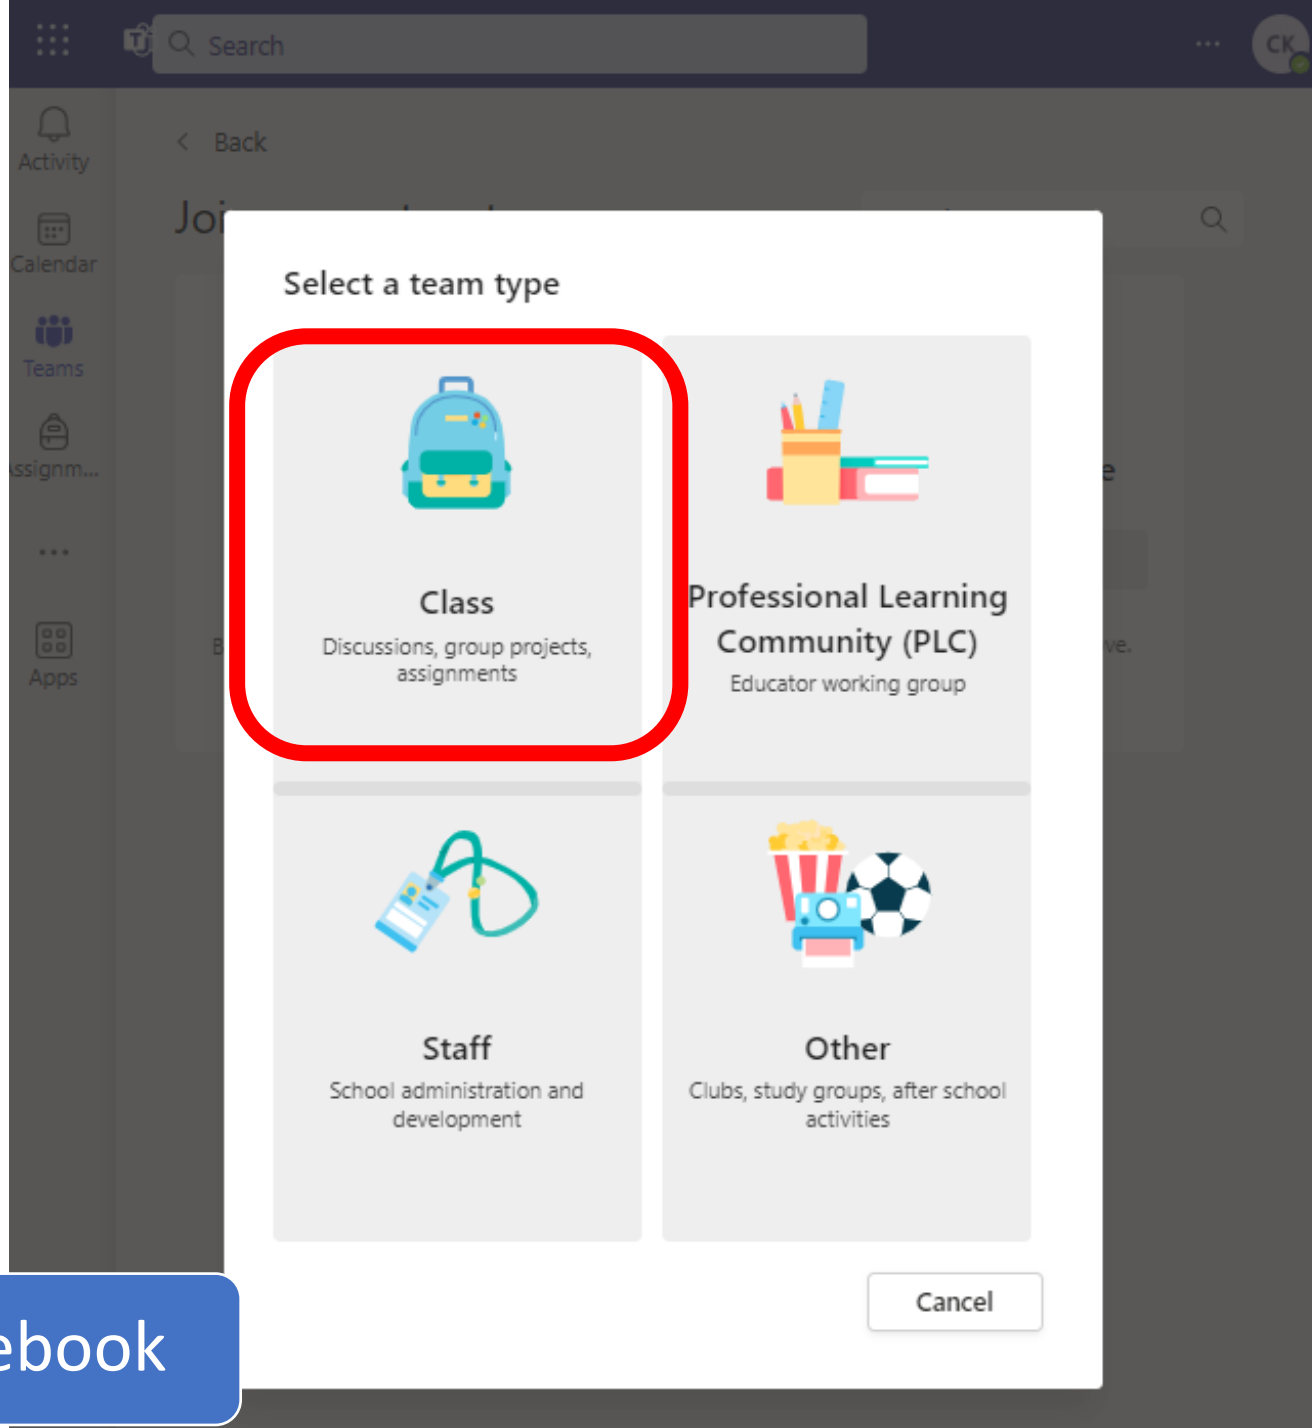 Search
CK
Activity
Back
Calendar
Select a team type
Teams
Class
Discussions, group projects,
assignments
Professional Learning
Community (PLC)
Educator working group
Apps
Staff
School administration and
development
Other
Clubs, study groups, after school
activities
Cancel
ebook